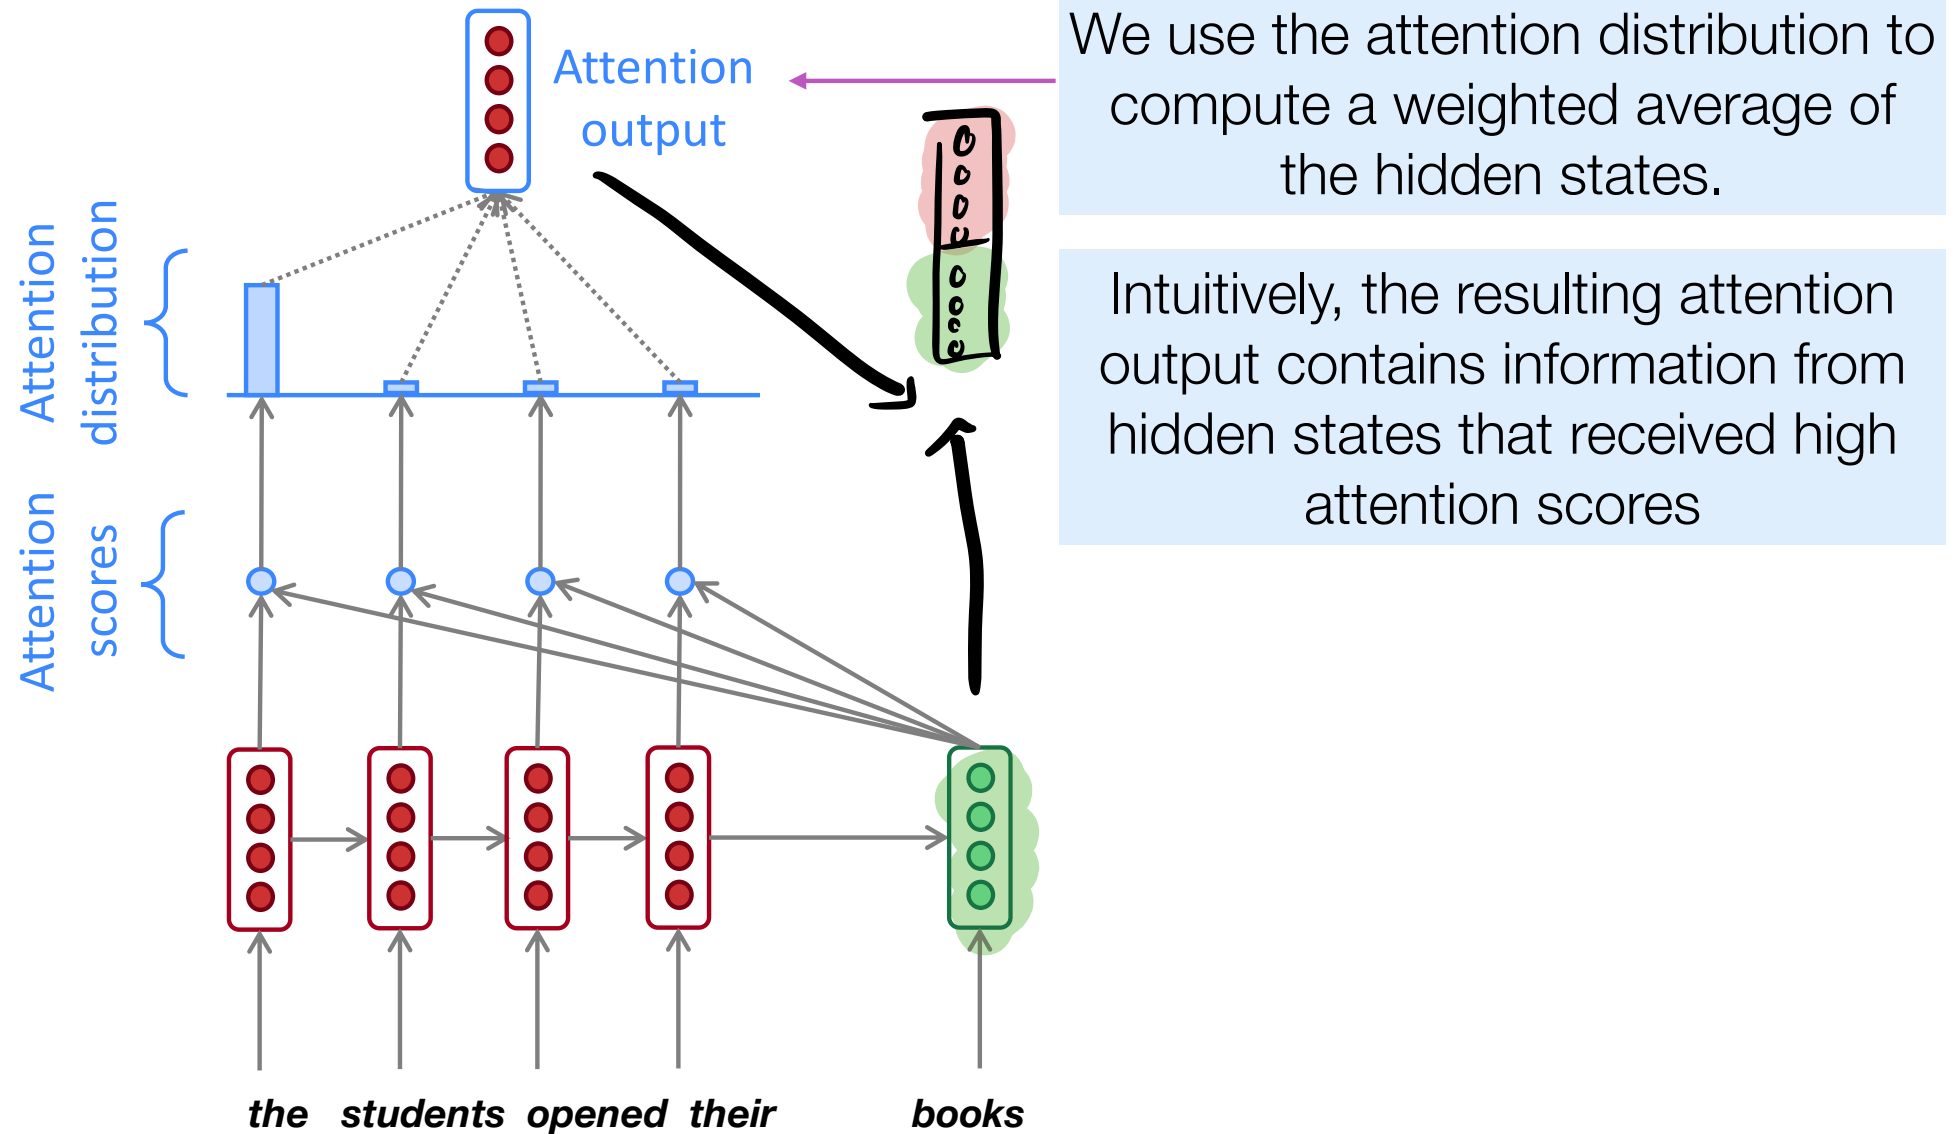 Attention
output
We use the attention distribution to
compute a weighted average of
the hidden states.
Attention
distribution
Intuitively, the resulting attention
output contains information from
hidden states that received high
attention scores
Attention
scores
the students opened their books